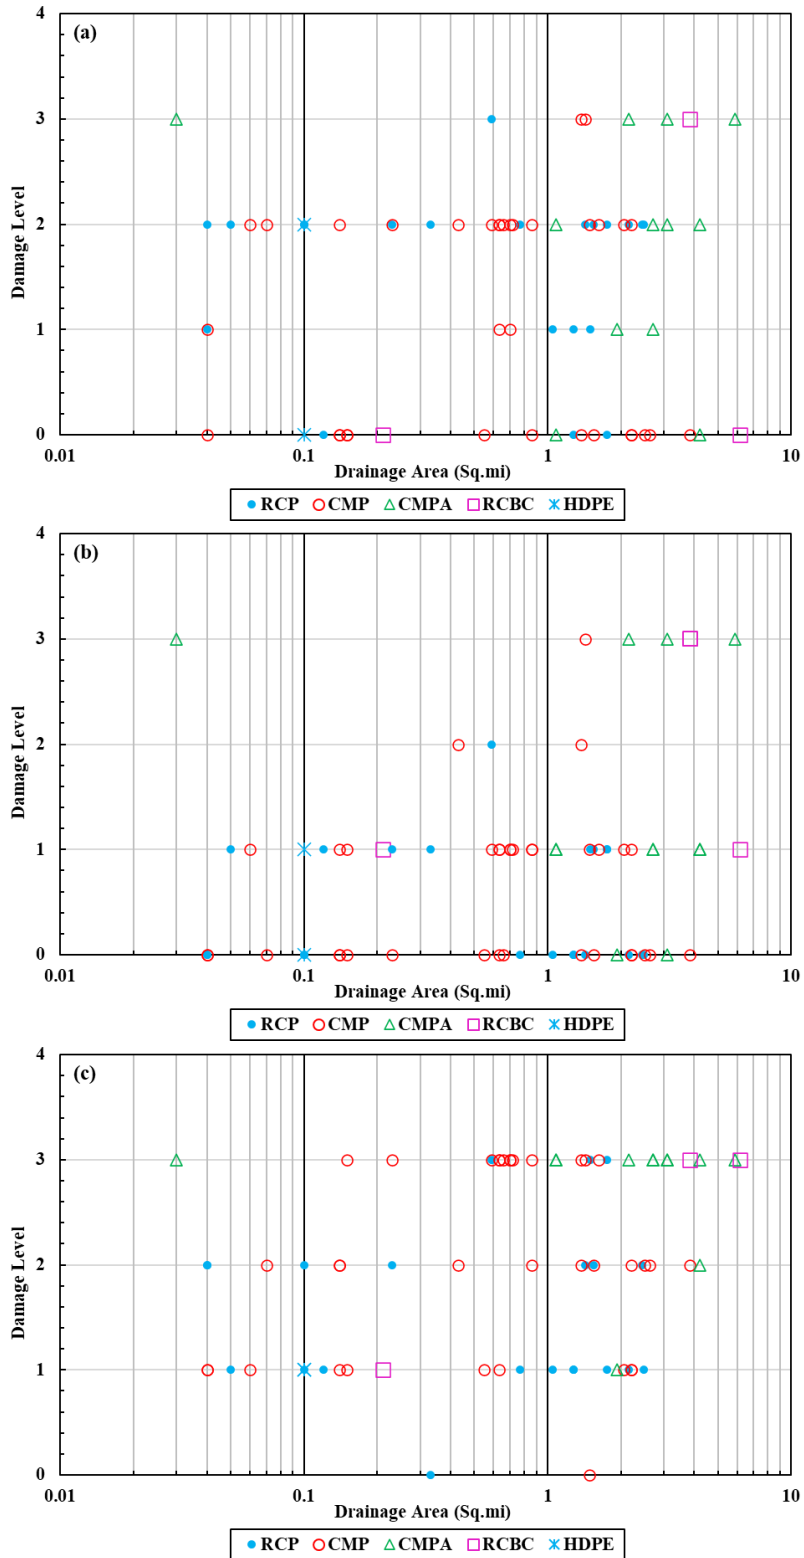 4
(a)
3
Damage Level
2
1
0
0.01 0.1 1 10
Drainage Area (Sq.mi)
RCP CMP CMPA RCBC HDPE
4
(b)
3
Damage Level
2
1
0
0.01 0.1 1 10
Drainage Area (Sq.mi)
RCP CMP CMPA RCBC HDPE
4
(c)
3
Damage Level
2
1
0
0.01 0.1 1 10
Drainage Area (Sq.mi)
RCP CMP CMPA RCBC HDPE